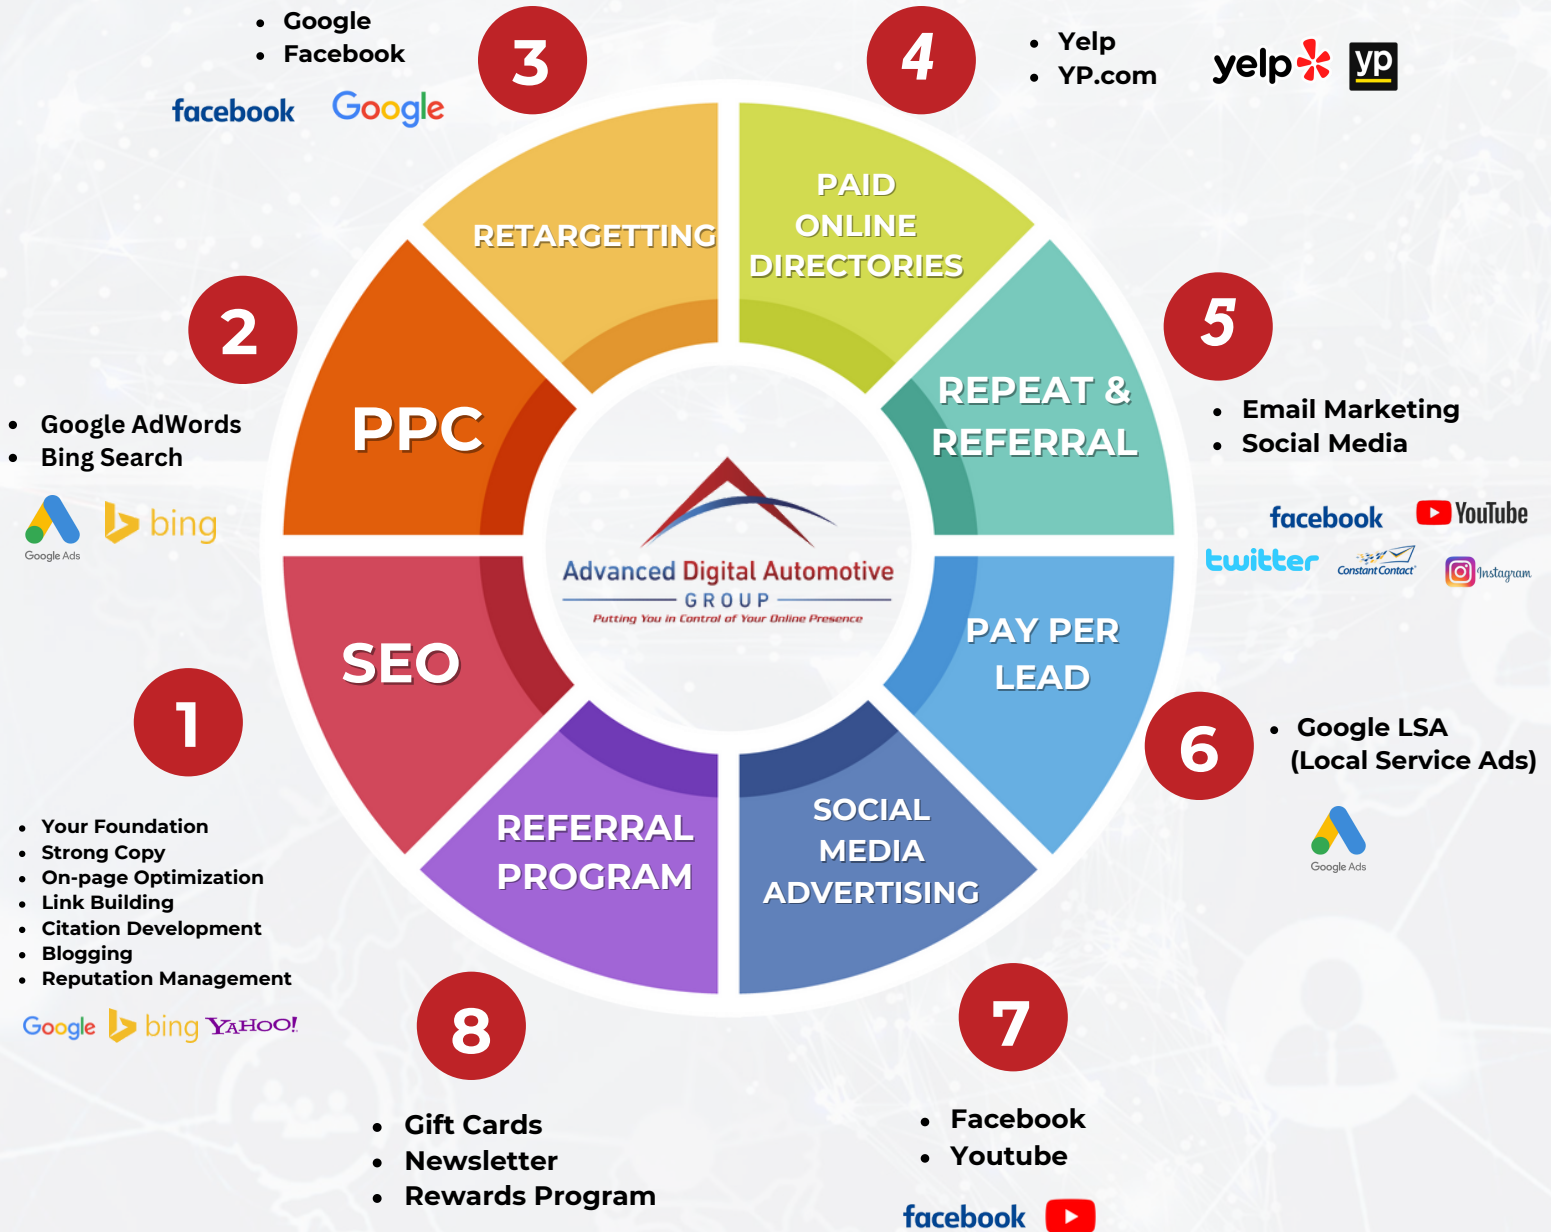 3
• Google
• Facebook
facebook Google
RETARGETTING
4
• Yelp
• YP.com
yelp yp
PAID
ONLINE
DIRECTORIES
2
• Google AdWords
• Bing Search
Google Ads
bing
PPC
5
• Email Marketing
• Social Media
facebook YouTube
twitter Constant Contact Instagram
REPEAT &
REFERRAL
Advanced Digital Automotive
GROUP
Putting You in Control of Your Online Presence
1
• Your Foundation
• Strong Copy
• On-page Optimization
• Link Building
• Citation Development
• Blogging
• Reputation Management
Google bing YAHOO!
SEO
6
• Google LSA
(Local Service Ads)
Google Ads
PAY PER
LEAD
8
• Gift Cards
• Newsletter
• Rewards Program
REFERRAL
PROGRAM
7
• Facebook
• Youtube
facebook
SOCIAL
MEDIA
ADVERTISING